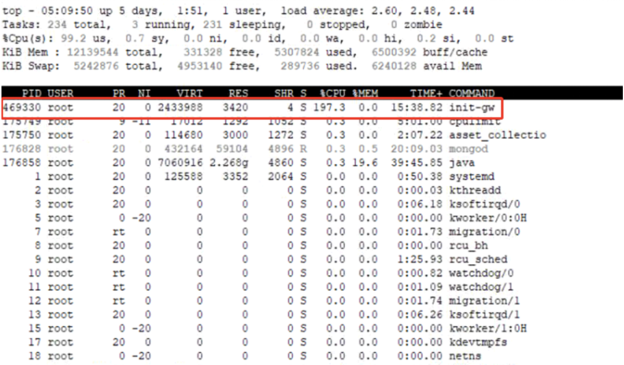 top - 05:09:50 up 5 days,  1:51,  1 user,  load average: 2.60, 2.48, 2.44
Tasks: 234 total,   3 running, 231 sleeping,   0 stopped,   0 zombie
%Cpu(s): 99.2 us,  0.7 sy,  0.0 ni,  0.0 id,  0.0 wa,  0.0 hi,  0.2 si,  0.0 st
KiB Mem : 12139544 total,   331328 free,  5307824 used,  6500392 buff/cache
KiB Swap:  5242876 total,  4953140 free,   289736 used.  6240128 avail Mem
PID USER PR NI VIRT RES SHR S %CPU %MEM TIME+ COMMAND
469330 root 20 0 2433988 3420 4 S 197.3 0.0 15:38.82 init-gw
175749 root 9 -11 17012 1292 1052 S 0.3 0.0 5:01.00 cpulimit
175750 root 20 0 114680 3000 1272 S 0.3 0.0 2:07.22 asset_collectio
176828 root 20 0 432164 59104 4896 R 0.3 0.5 20:09.03 mongod
176858 root 20 0 7060916 2.268g 4860 S 0.3 19.6 39:45.85 java
1 root 20 0 125588 3352 2064 S 0.0 0.0 0:50.38 systemd
2 root 20 0 0 0 0 S 0.0 0.0 0:00.03 kthreadd
3 root 20 0 0 0 0 S 0.0 0.0 0:06.18 ksoftirqd/0
5 root 0 -20 0 0 0 S 0.0 0.0 0:00.00 kworker/0:0H
7 root rt 0 0 0 0 S 0.0 0.0 0:01.73 migration/0
8 root 20 0 0 0 0 S 0.0 0.0 0:00.00 rcu_bh
9 root 20 0 0 0 0 S 0.0 0.0 1:25.93 rcu_sched
10 root rt 0 0 0 0 S 0.0 0.0 0:00.82 watchdog/0
11 root rt 0 0 0 0 S 0.0 0.0 0:01.09 watchdog/1
12 root rt 0 0 0 0 S 0.0 0.0 0:01.74 migration/1
13 root 20 0 0 0 0 S 0.0 0.0 0:06.26 ksoftirqd/1
15 root 0 -20 0 0 0 S 0.0 0.0 0:00.00 kworker/1:0H
17 root 20 0 0 0 0 S 0.0 0.0 0:00.00 kdevtmpfs
18 root 0 -20 0 0 0 S 0.0 0.0 0:00.00 netns